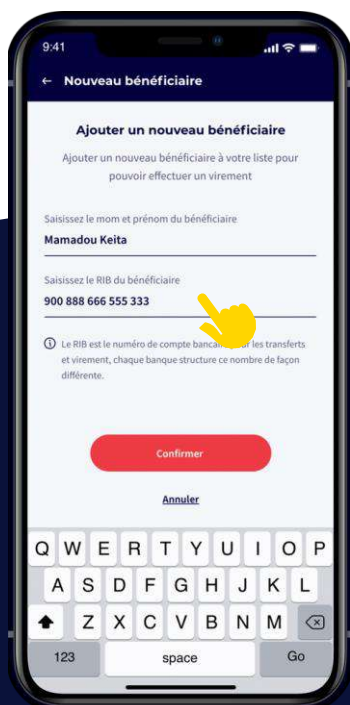 9:41
← Nouveau bénéficiaire
Ajouter un nouveau bénéficiaire
Ajouter un nouveau bénéficiaire à votre liste pour
pouvoir effectuer un virement
Saisissez le mom et prénom du bénéficiaire
Mamadou Keita
Saisissez le RIB du bénéficiaire
900 888 666 555 333
Le RIB est le numéro de compte bancaire les transferts
et virement, chaque banque structure ce nombre de façon
différente.
Confirmer
Annuler
Q W E R T Y U I O P
A S D F G H J K L
Z X C V B N M
123 space Go